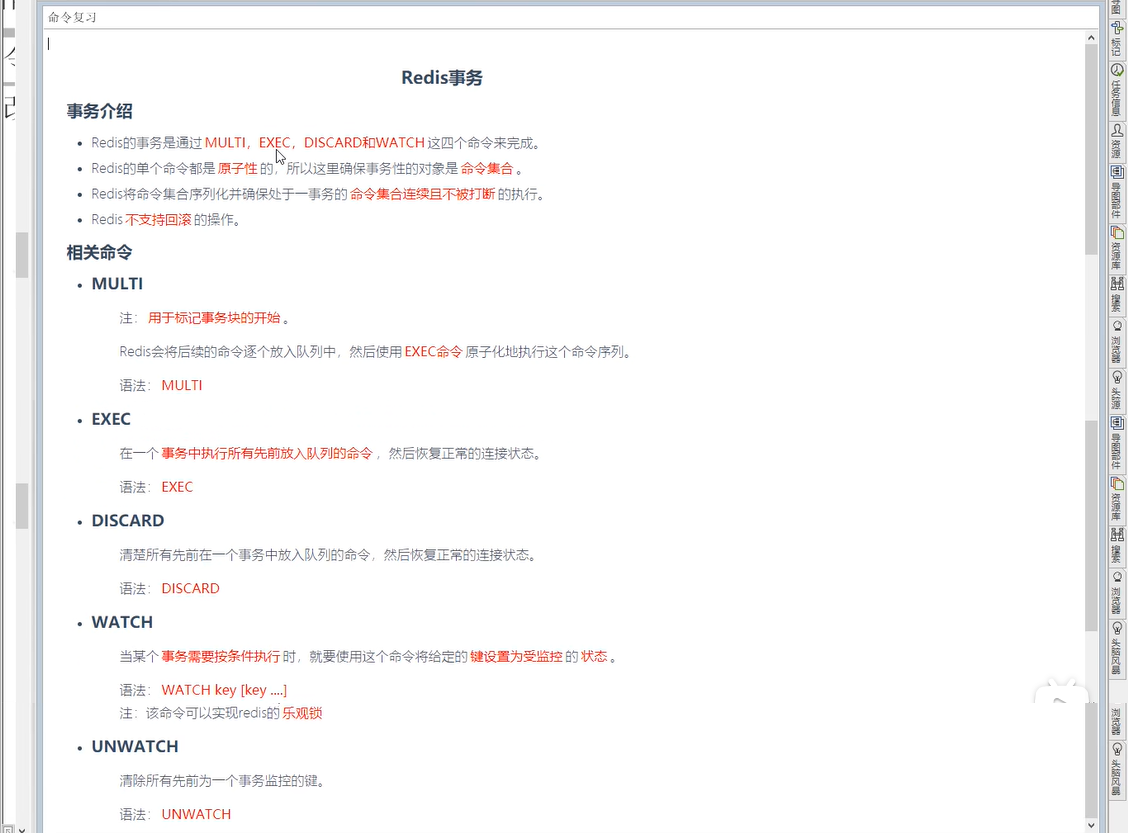 命令复习
Redis事务
事务介绍
Redis的事务是通过 MULTI，EXEC，DISCARD和WATCH 这四个命令来完成。
Redis的单个命令都是 原子性 的，所以这里确保事务性的对象是 命令集合 。
Redis将命令集合序列化并确保处于一事务的 命令集合连续且不被打断 的执行。
Redis 不支持回滚 的操作。
相关命令
MULTI
注： 用于标记事务块的开始 。
Redis会将后续的命令逐个放入队列中，然后使用 EXEC命令 原子化地执行这个命令序列。
语法： MULTI
EXEC
在一个 事务中执行所有先前放入队列的命令 ，然后恢复正常的连接状态。
语法： EXEC
DISCARD
清楚所有先前在一个事务中放入队列的命令，然后恢复正常的连接状态。
语法： DISCARD
WATCH
当某个 事务需要按条件执行 时，就要使用这个命令将给定的 键设置为受监控 的 状态 。
语法： WATCH key [key ....]
注：该命令可以实现redis的 乐观锁
UNWATCH
清除所有先前为一个事务监控的键。
语法： UNWATCH
标记
任务信息
资源
导图部件
资源库
搜索
浏览器
头脑源
导图部件
资源库
搜索
浏览器
头脑风暴
浏览器
头脑风暴